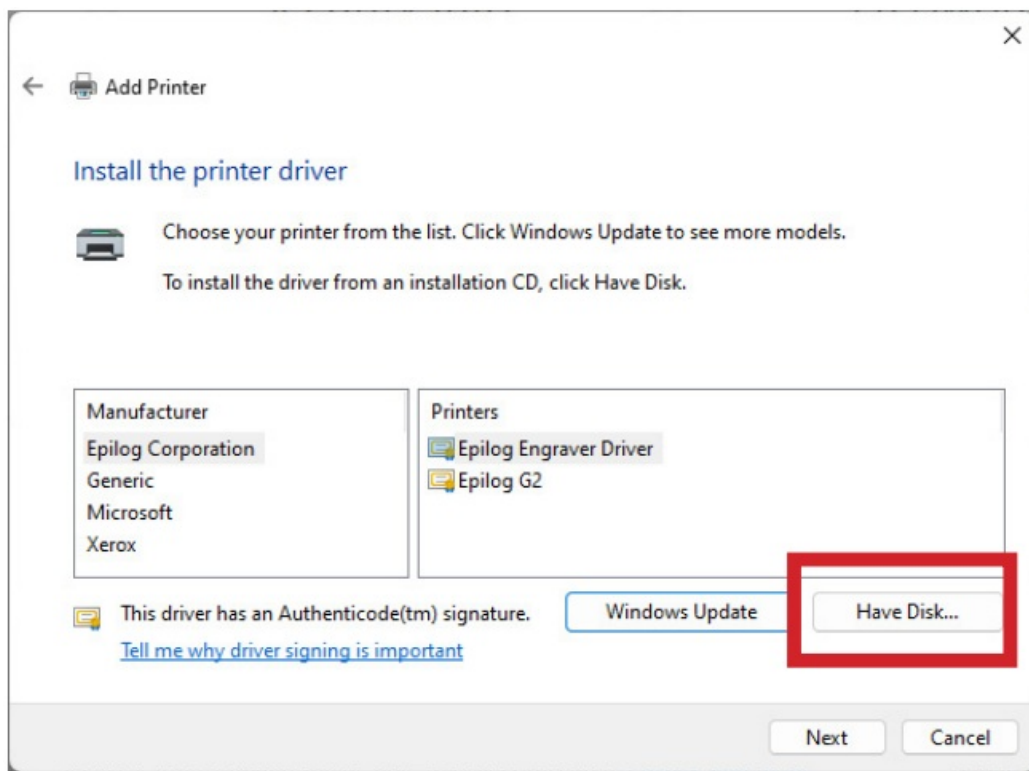 Add Printer
Install the printer driver
Choose your printer from the list. Click Windows Update to see more models.
To install the driver from an installation CD, click Have Disk.
Manufacturer
Epilog Corporation
Generic
Microsoft
Xerox
Printers
Epilog Engraver Driver
Epilog G2
This driver has an Authenticode(tm) signature.
Tell me why driver signing is important
Windows Update
Have Disk...
Next
Cancel